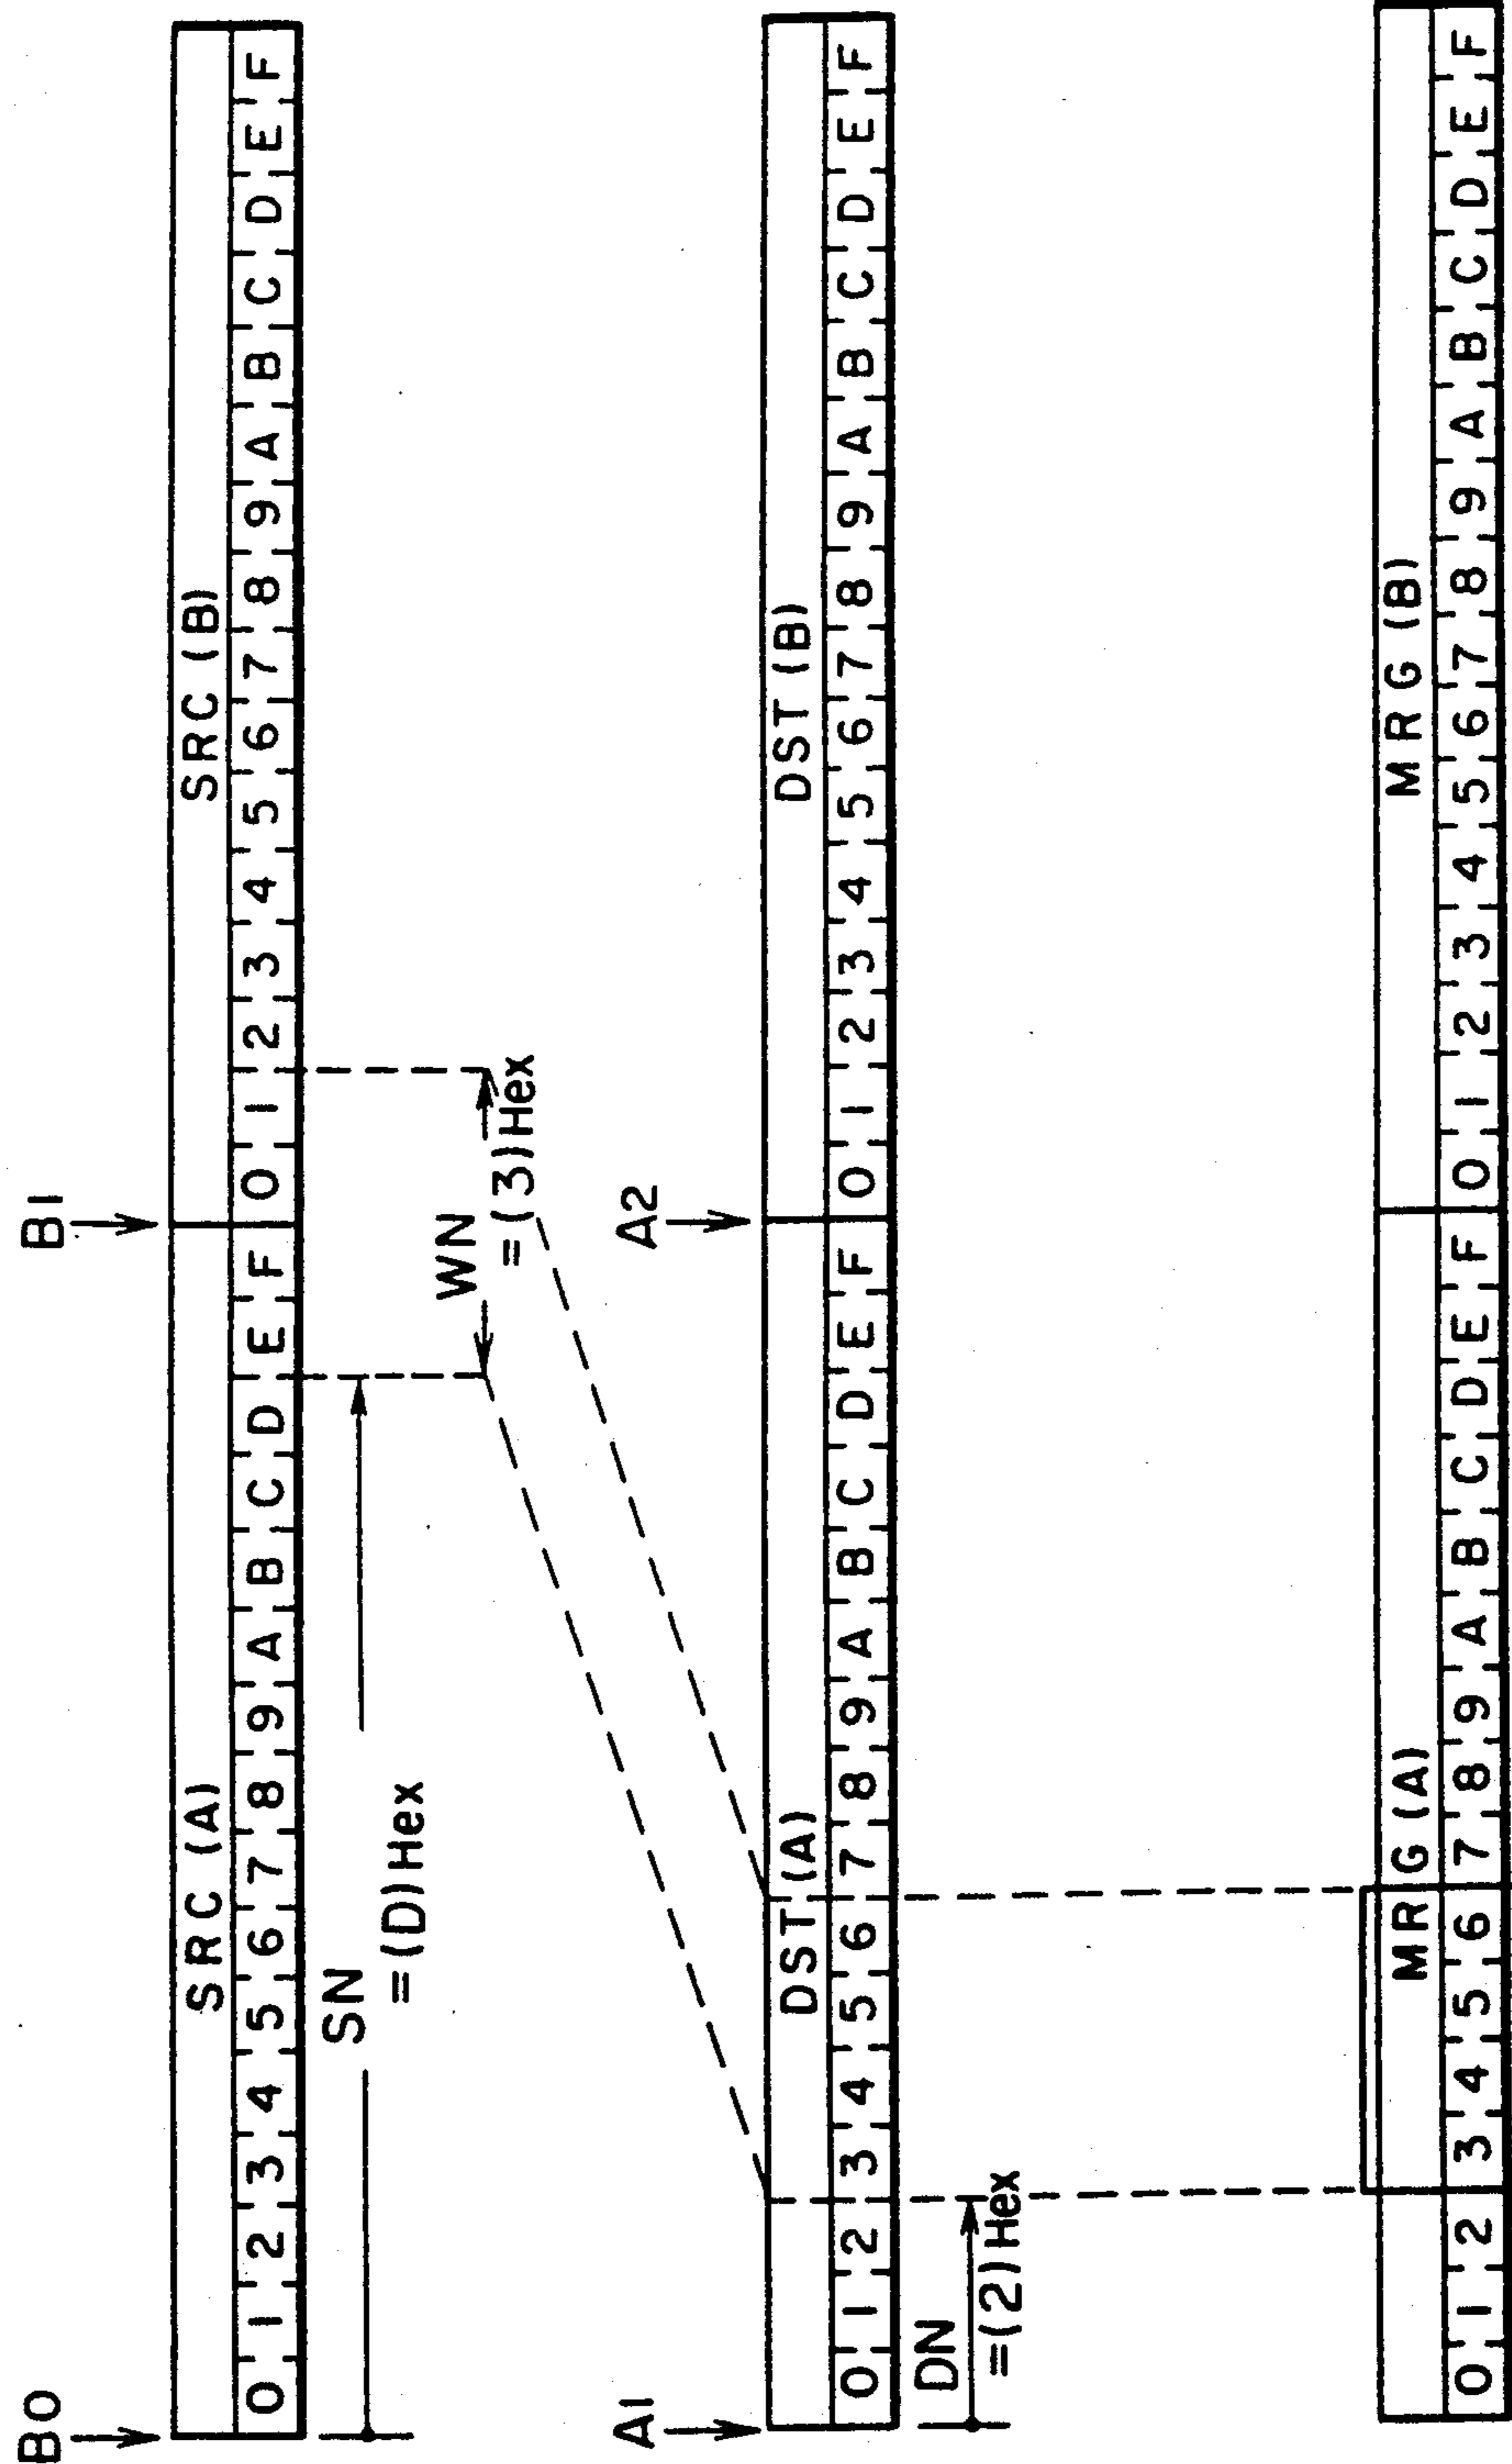 B0
B1
SRC (A)
SRC (B)
0 1 2 3 4 5 6 7 8 9 A B C D E F 0 1 2 3 4 5 6 7 8 9 A B C D E F
SN
=(D)Hex
WN
=(3)Hex
A1
A2
DST (A)
DST (B)
0 1 2 3 4 5 6 7 8 9 A B C D E F 0 1 2 3 4 5 6 7 8 9 A B C D E F
DN
=(2)Hex
MRG (A)
MRG (B)
0 1 2 3 4 5 6 7 8 9 A B C D E F 0 1 2 3 4 5 6 7 8 9 A B C D E F